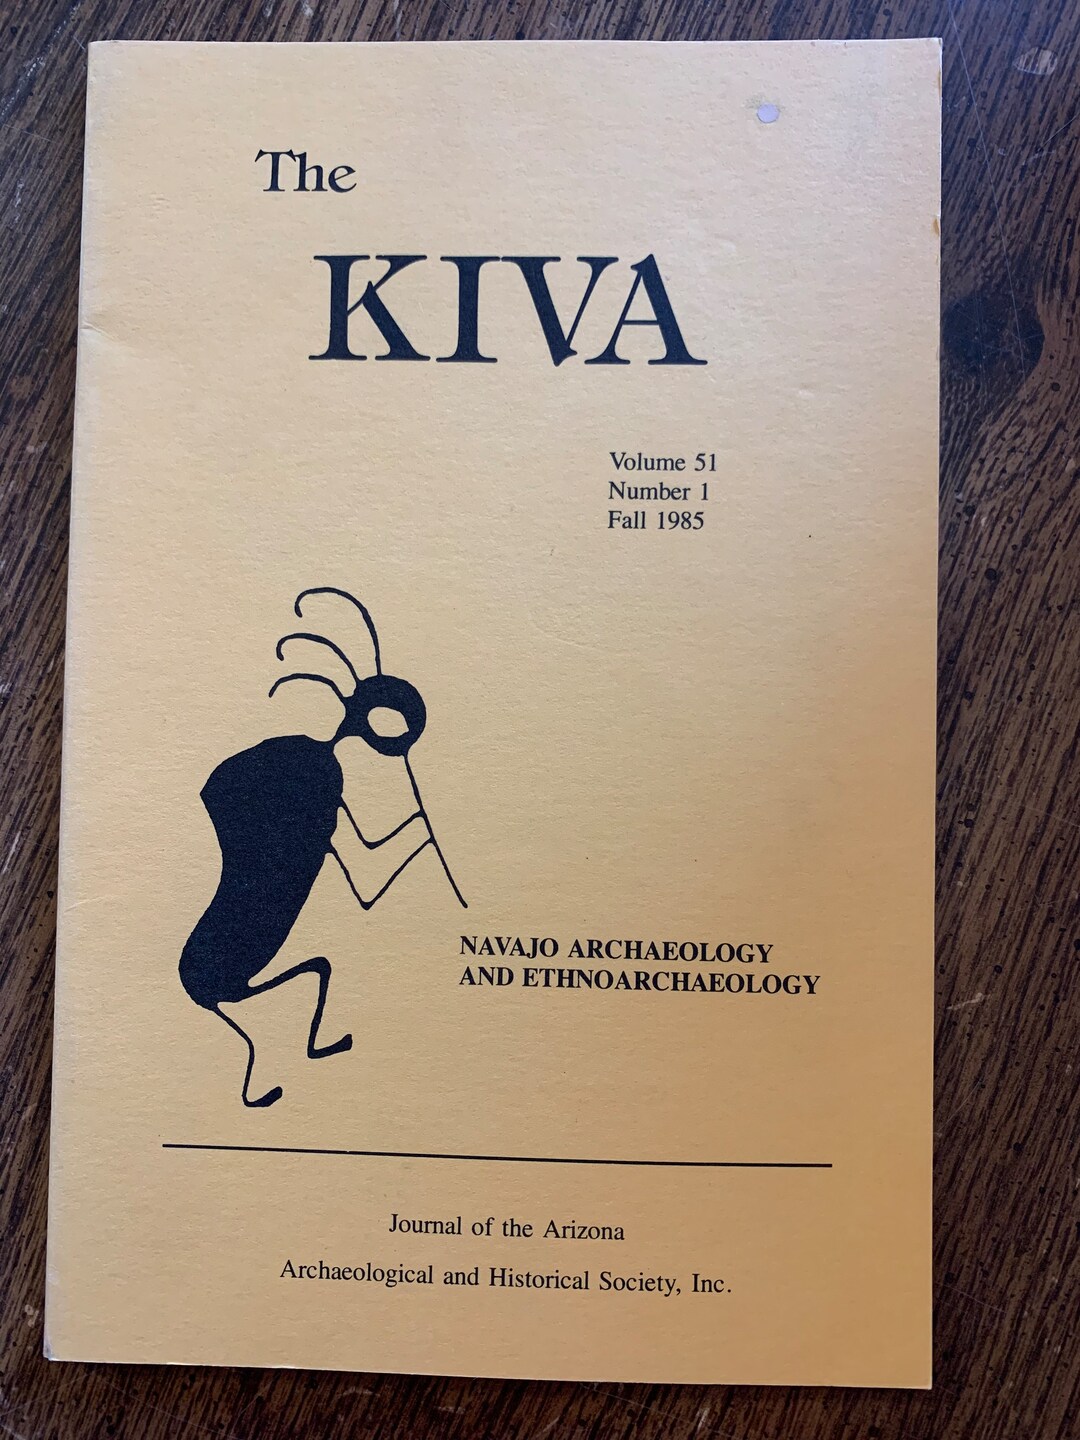 The
KIVA
Volume 51
Number 1
Fall 1985
NAVAJO ARCHAEOLOGY
AND ETHNOARCHAEOLOGY
Journal of the Arizona
Archaeological and Historical Society, Inc.